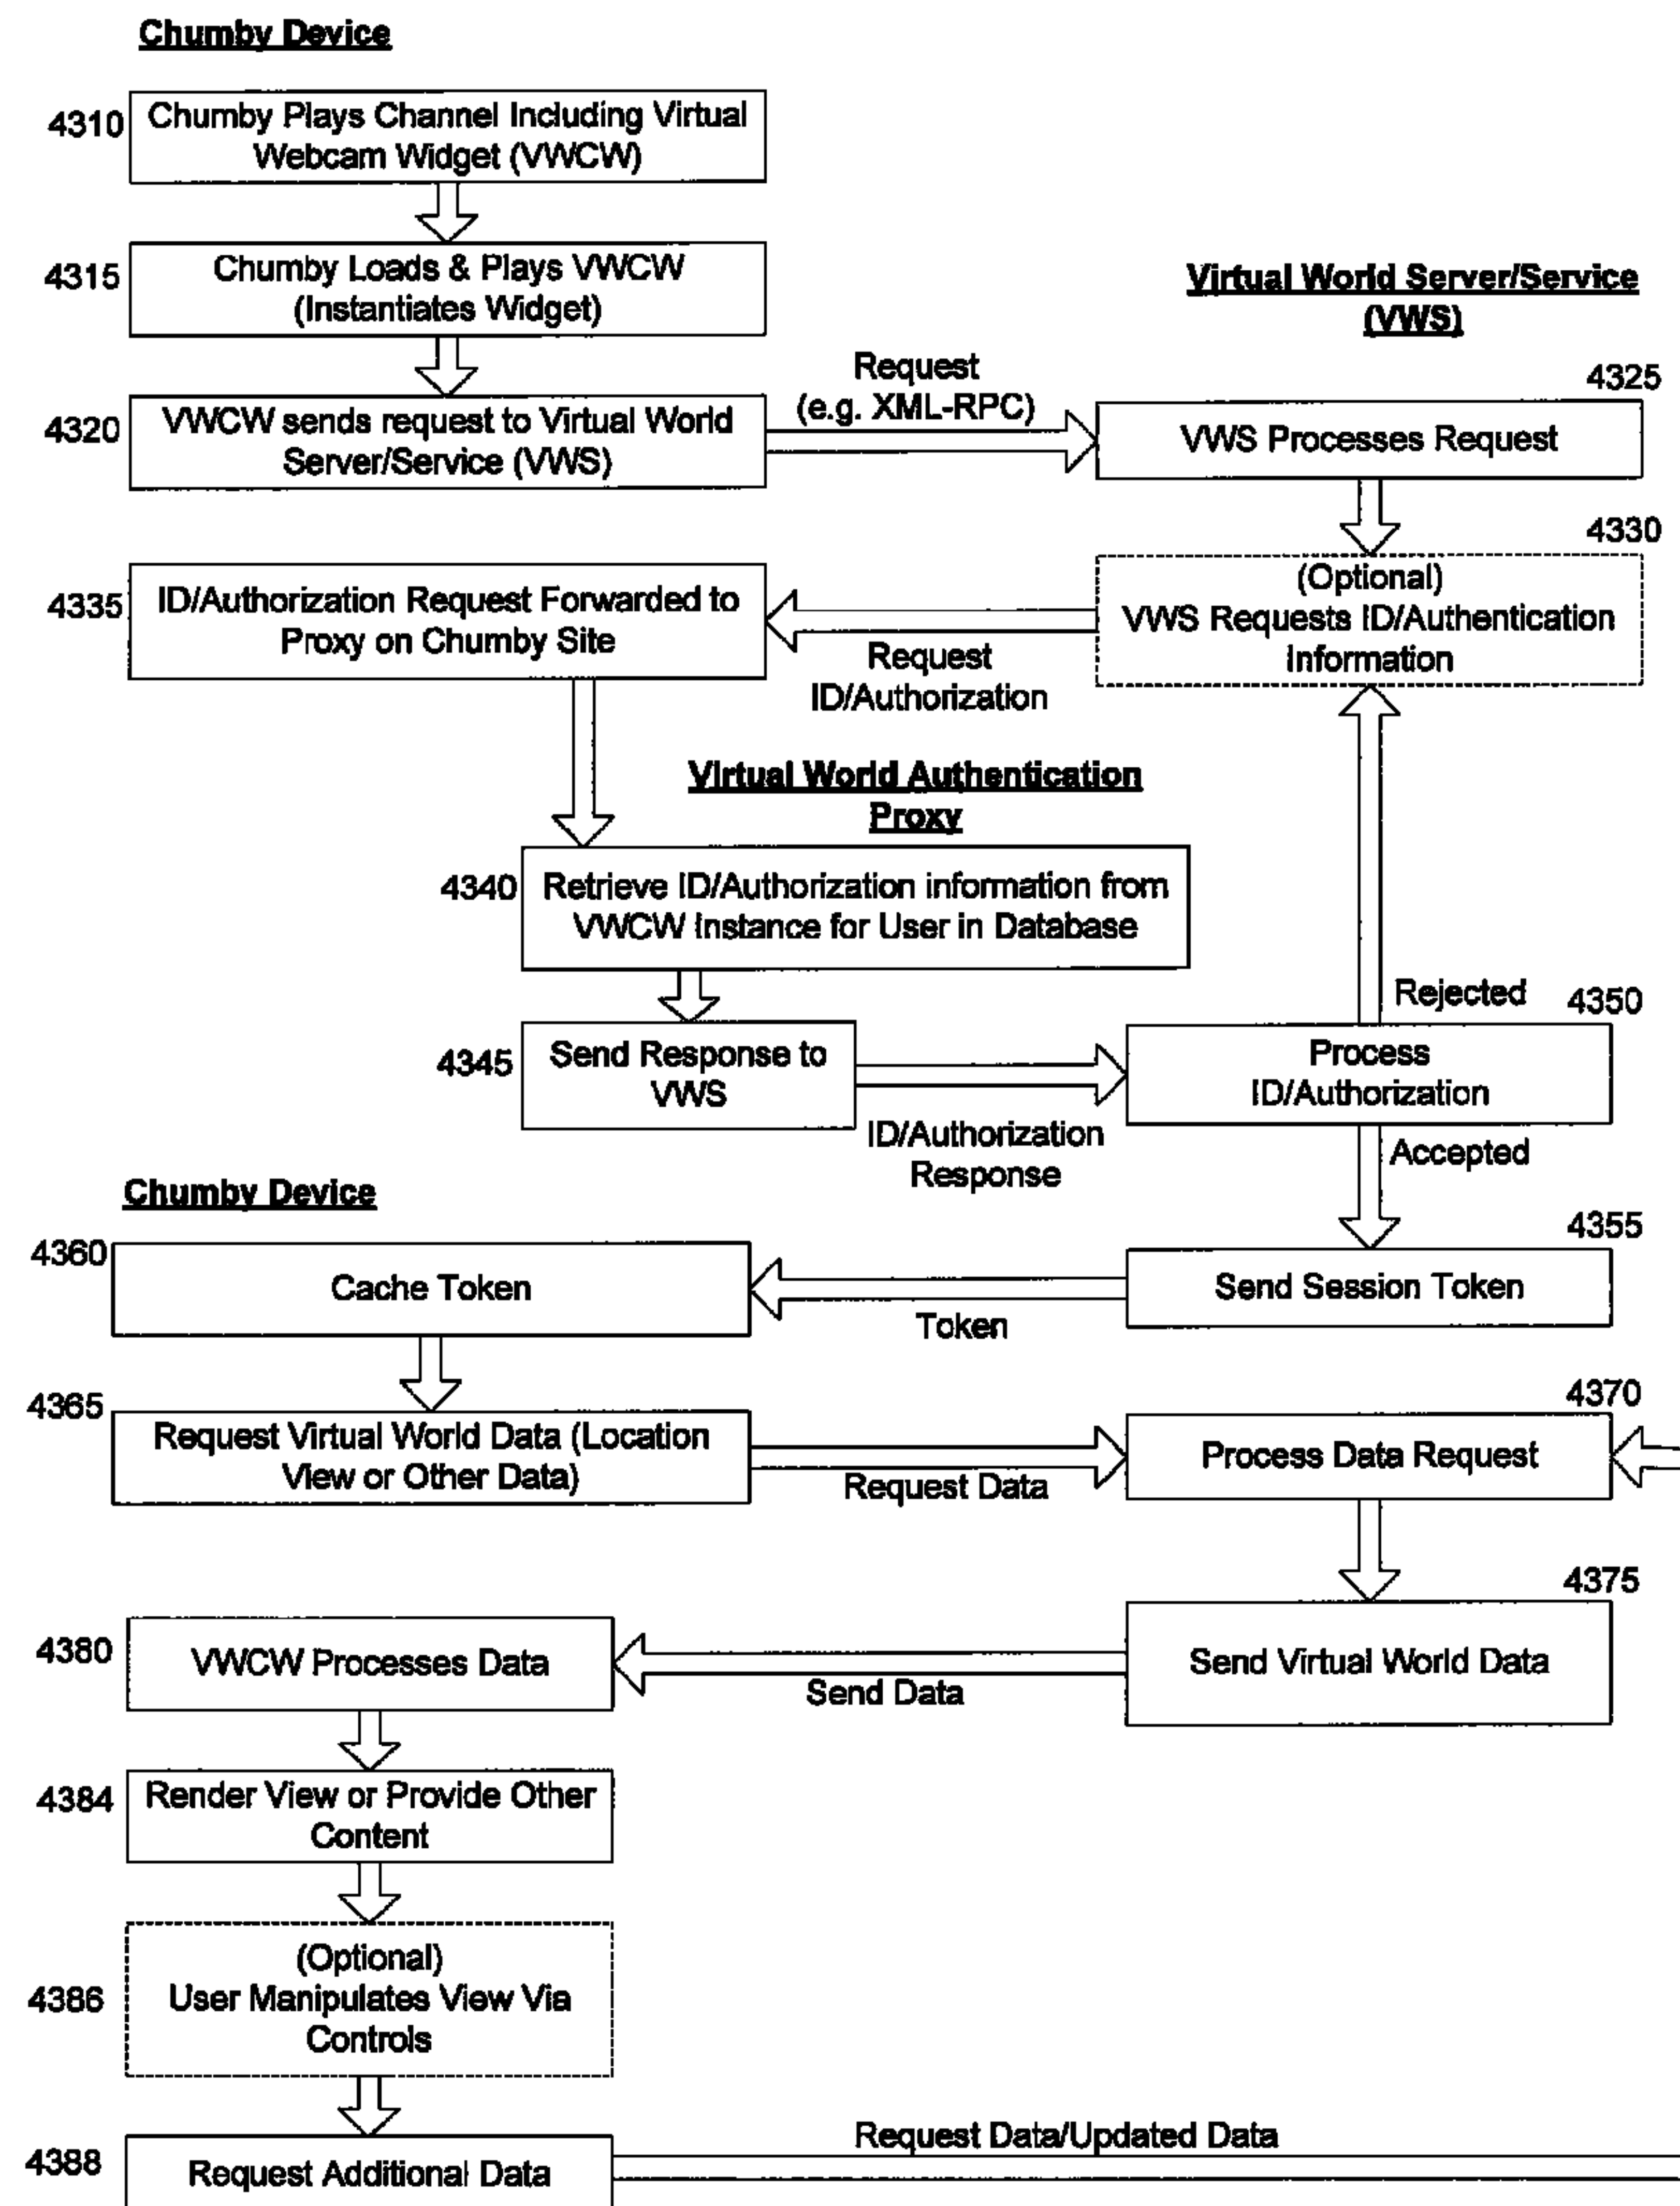 Chumby Device
4310
Chumby Plays Channel Including Virtual
Webcam Widget (VWCW)
4315
Chumby Loads & Plays VWCW
(Instantiates Widget)
Virtual World Server/Service
(VWS)
4320
VWCW sends request to Virtual World
Server/Service (VWS)
Request
(e.g. XML-RPC)
4325
VWS Processes Request
4330
(Optional)
VWS Requests ID/Authentication
Information
4335
ID/Authorization Request Forwarded to
Proxy on Chumby Site
Request
ID/Authorization
Virtual World Authentication
Proxy
4340
Retrieve ID/Authorization information from
VWCW Instance for User in Database
4345
Send Response to
VWS
ID/Authorization
Response
Rejected
4350
Process
ID/Authorization
Accepted
Chumby Device
4355
Send Session Token
4360
Cache Token
Token
4365
Request Virtual World Data (Location
View or Other Data)
Request Data
4370
Process Data Request
4375
Send Virtual World Data
4380
VWCW Processes Data
Send Data
4384
Render View or Provide Other
Content
4386
(Optional)
User Manipulates View Via
Controls
4388
Request Additional Data
Request Data/Updated Data